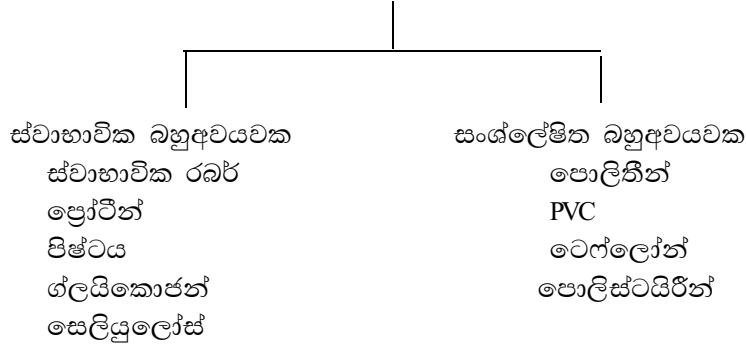 ස්වාභාවික බහුඅවයවක
ස්වාභාවික රබර්
ප්‍රෝටීන්
පිෂ්ටය
ග්ලයිකොජන්
සෙලියුලෝස්
සංශ්ලේෂිත බහුඅවයවක
පොලිතීන්
PVC
ටෙෆ්ලෝන්
පොලිස්ටයිරීන්